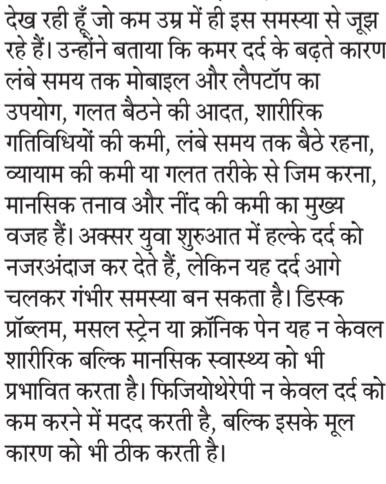 देख रही हूँ जो कम उम्र में ही इस समस्या से जूझ
रहे हैं। उन्होंने बताया कि कमर दर्द के बढ़ते कारण
लंबे समय तक मोबाइल और लैपटॉप का
उपयोग, गलत बैठने की आदत, शारीरिक
गतिविधियों की कमी, लंबे समय तक बैठे रहना,
व्यायाम की कमी या गलत तरीके से जिम करना,
मानसिक तनाव और नींद की कमी का मुख्य
वजह हैं। अक्सर युवा शुरुआत में हल्के दर्द को
नजरअंदाज कर देते हैं, लेकिन यह दर्द आगे
चलकर गंभीर समस्या बन सकता है। डिस्क
प्रॉब्लम, मसल स्ट्रेन या क्रॉनिक पेन यह न केवल
शारीरिक बल्कि मानसिक स्वास्थ्य को भी
प्रभावित करता है। फिजियोथेरेपी न केवल दर्द को
कम करने में मदद करती है, बल्कि इसके मूल
कारण को भी ठीक करती है।